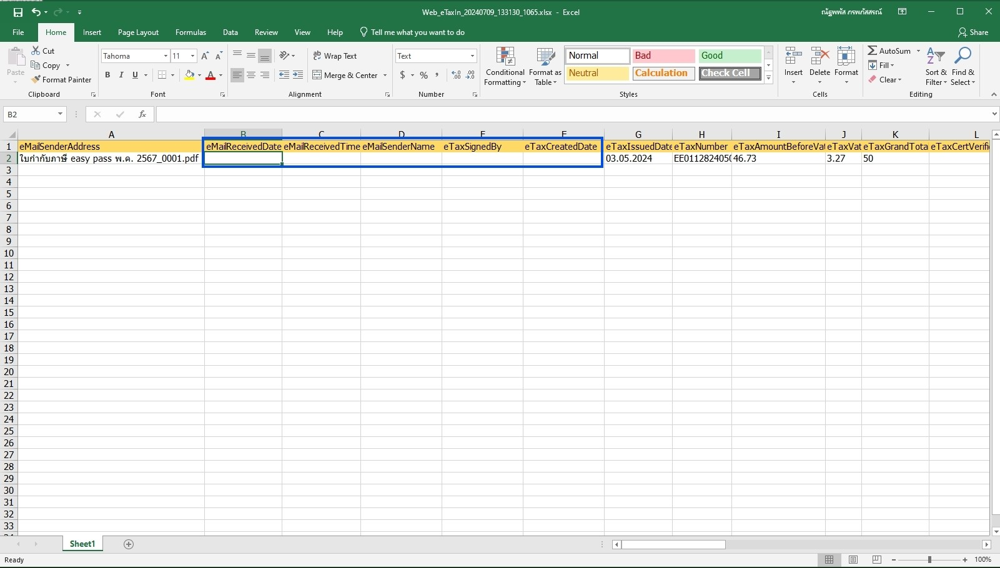 Web_eTaxIn_20240709_133130_1065.xlsx - Excel
ณัฐพพัส ภรพภัสสรณ์
File Home Insert Page Layout Formulas Data Review View Help Tell me what you want to do Share
Paste
Cut
Copy
Format Painter
Clipboard
Tahoma 11
B I U
Font
Wrap Text
Merge & Center
Alignment
Text
$ % ,
Number
Conditional Formatting
Format as Table
Normal Bad Good
Neutral Calculation Check Cell
Styles
Insert Delete Format
Cells
AutoSum
Fill
Clear
Sort & Filter
Find & Select
Editing
B2
fx
A B C D E F G H I J K L
1 eMailSenderAddress eMailReceivedDate eMailReceivedTime eMailSenderName eTaxSignedBy eTaxCreatedDate eTaxIssuedDate eTaxNumber eTaxAmountBeforeVat eTaxVat eTaxGrandTota eTaxCertVerifi
2 ใบกำกับภาษี easy pass พ.ค. 2567_0001.pdf 03.05.2024 EE011282405 46.73 3.27 50
3
4
5
6
7
8
9
10
11
12
13
14
15
16
17
18
19
20
21
22
23
24
25
26
27
28
29
30
31
32
33
Sheet1
Ready
100%